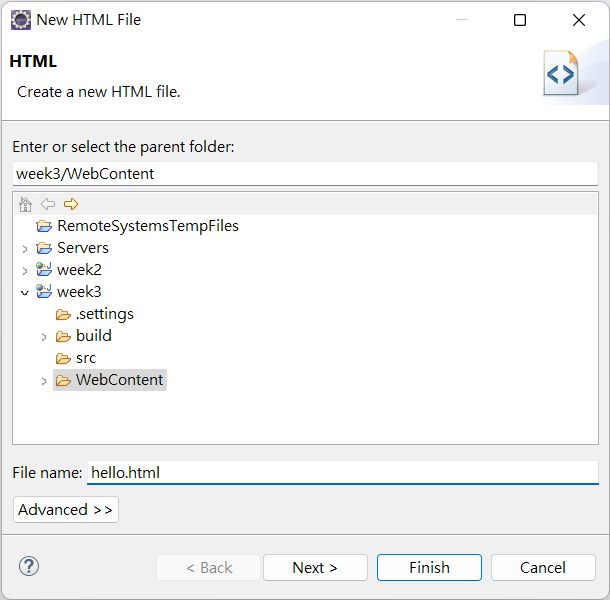 New HTML File
HTML
Create a new HTML file.
Enter or select the parent folder:
week3/WebContent
RemoteSystemsTempFiles
Servers
week2
week3
.settings
build
src
WebContent
File name: hello.html
Advanced >>
? < Back Next > Finish Cancel